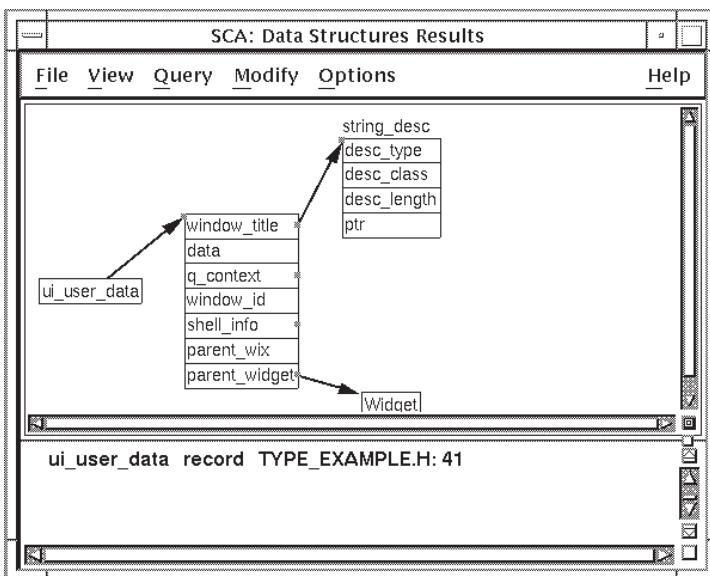 SCA: Data Structures Results
File View Query Modify Options Help
string_desc
desc_type
desc_class
desc_length
ptr
window_title
data
q_context
window_id
shell_info
parent_wix
parent_widget
ui_user_data
Widget
ui_user_data record TYPE_EXAMPLE.H: 41